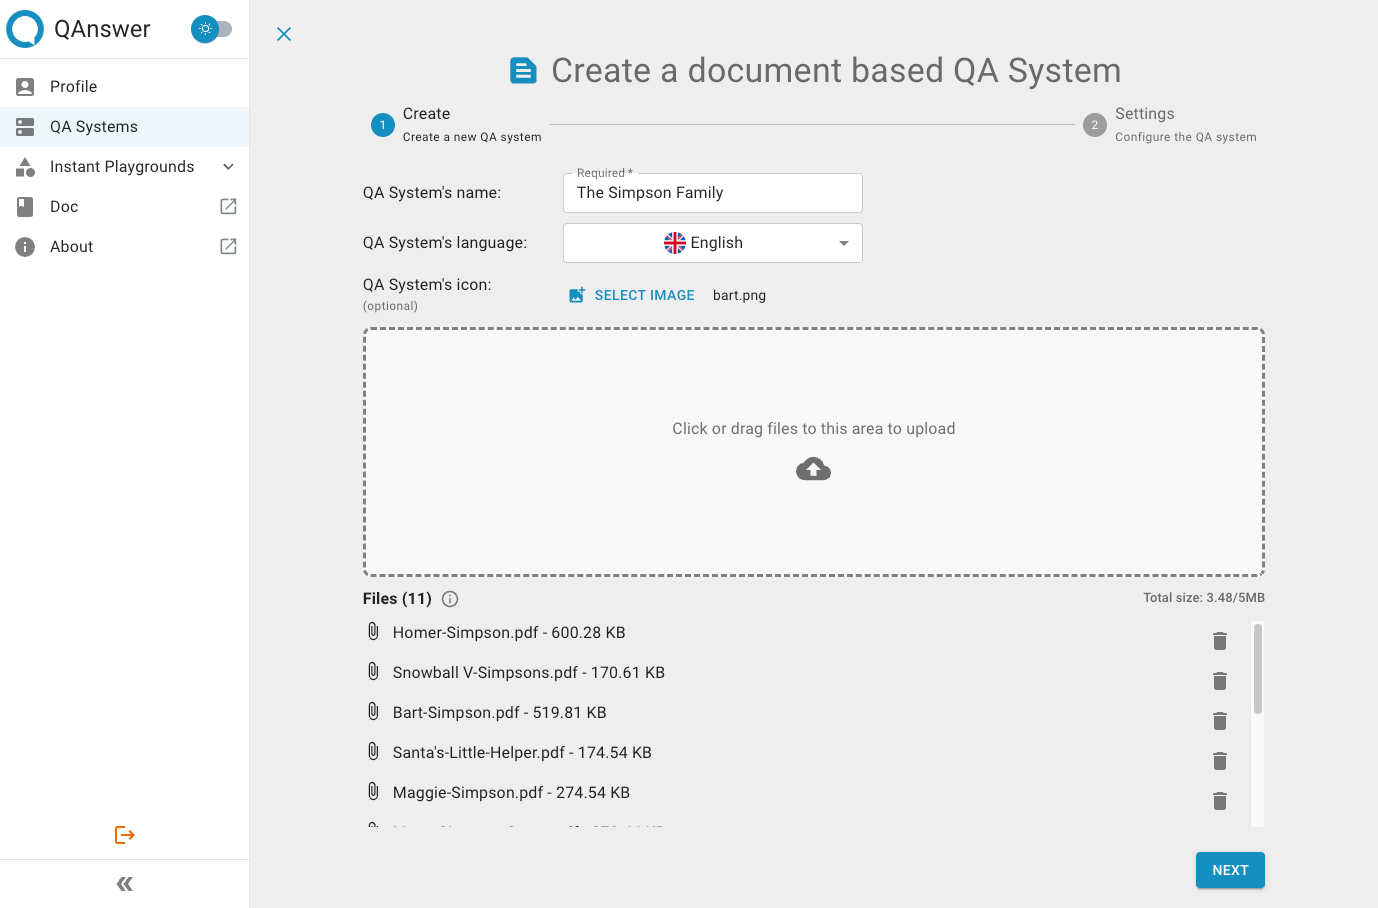 QAnswer
Profile
QA Systems
Instant Playgrounds
Doc
About
Create a document based QA System
1
Create
Create a new QA system
2
Settings
Configure the QA system
QA System's name:
Required *
The Simpson Family
QA System's language:
English
QA System's icon:
(optional)
SELECT IMAGE
bart.png
Click or drag files to this area to upload
Files (11)
Total size: 3.48/5MB
Homer-Simpson.pdf - 600.28 KB
Snowball V-Simpsons.pdf - 170.61 KB
Bart-Simpson.pdf - 519.81 KB
Santa's-Little-Helper.pdf - 174.54 KB
Maggie-Simpson.pdf - 274.54 KB
NEXT